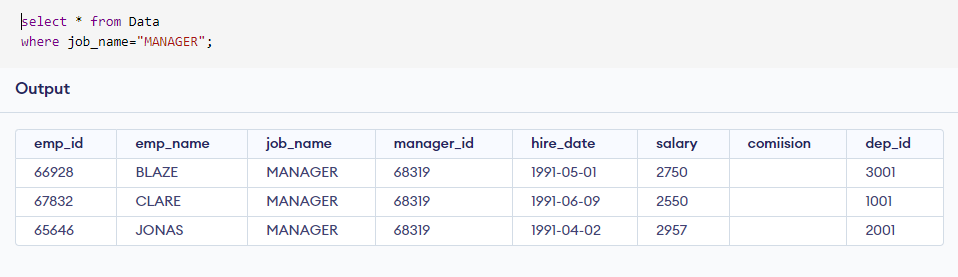 select * from Data
where job_name="MANAGER";
Output
emp_id emp_name job_name manager_id hire_date salary comiision dep_id
66928 BLAZE MANAGER 68319 1991-05-01 2750 3001
67832 CLARE MANAGER 68319 1991-06-09 2550 1001
65646 JONAS MANAGER 68319 1991-04-02 2957 2001